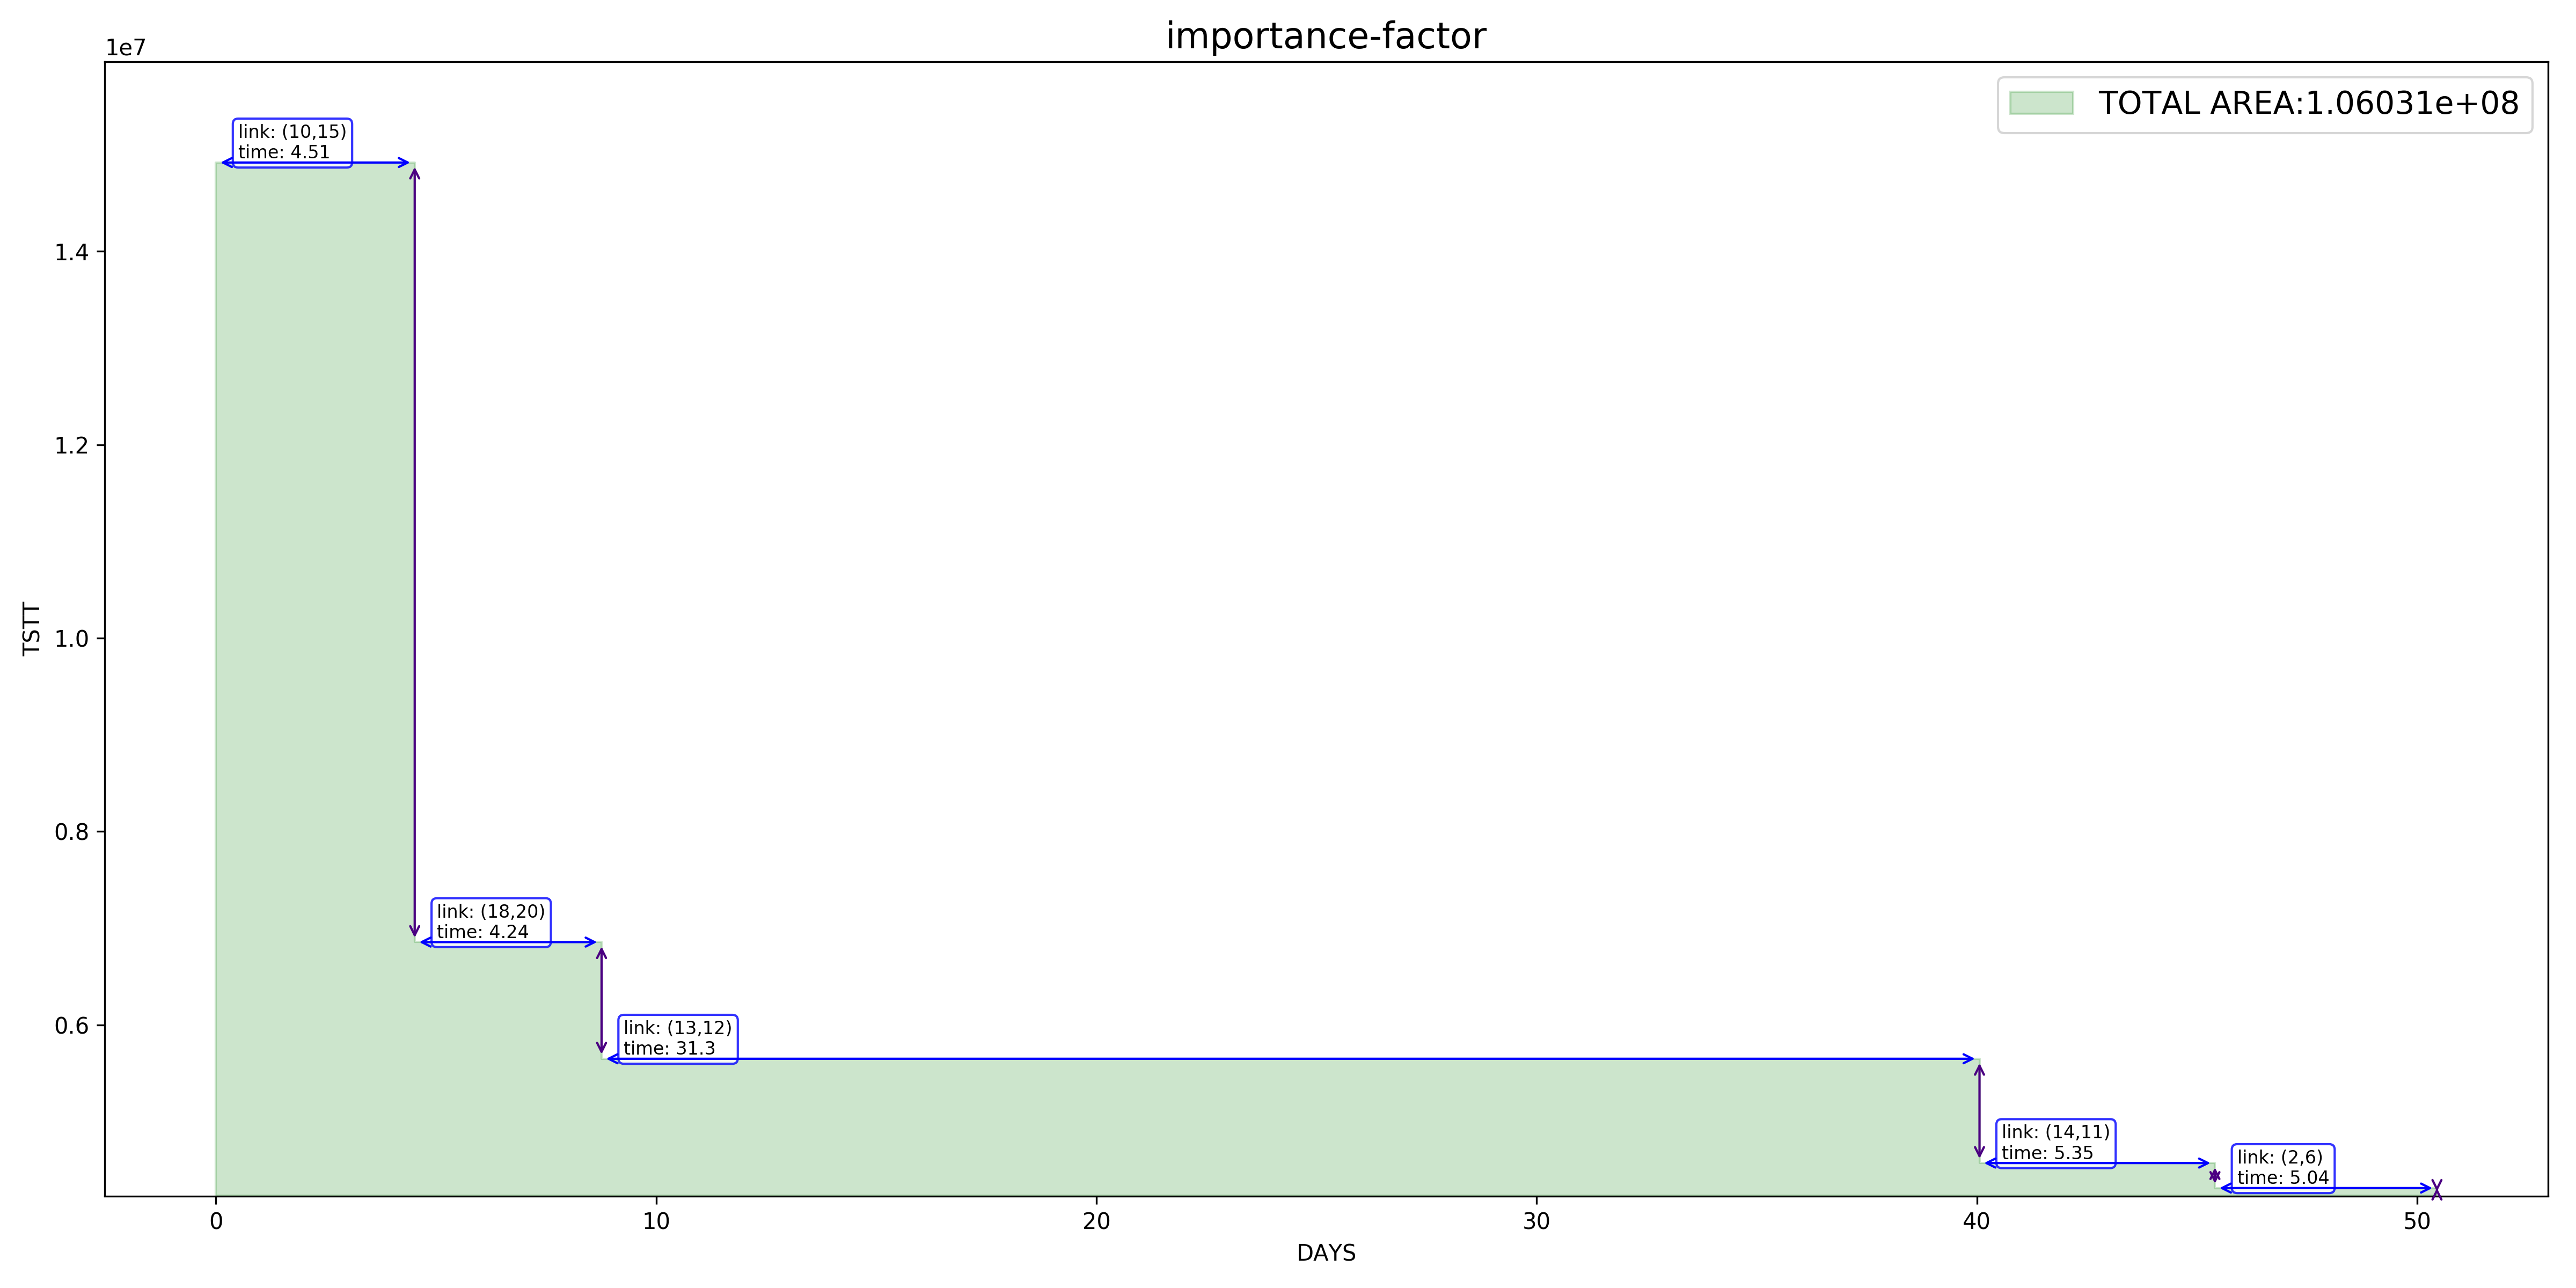 importance-factor
1e7
TOTAL AREA:1.06031e+08
link: (10,15)
time: 4.51
1.4
1.2
TSTT
1.0
0.8
link: (18,20)
time: 4.24
0.6
link: (13,12)
time: 31.3
link: (14,11)
time: 5.35
link: (2,6)
time: 5.04
0
10
20
30
40
50
DAYS